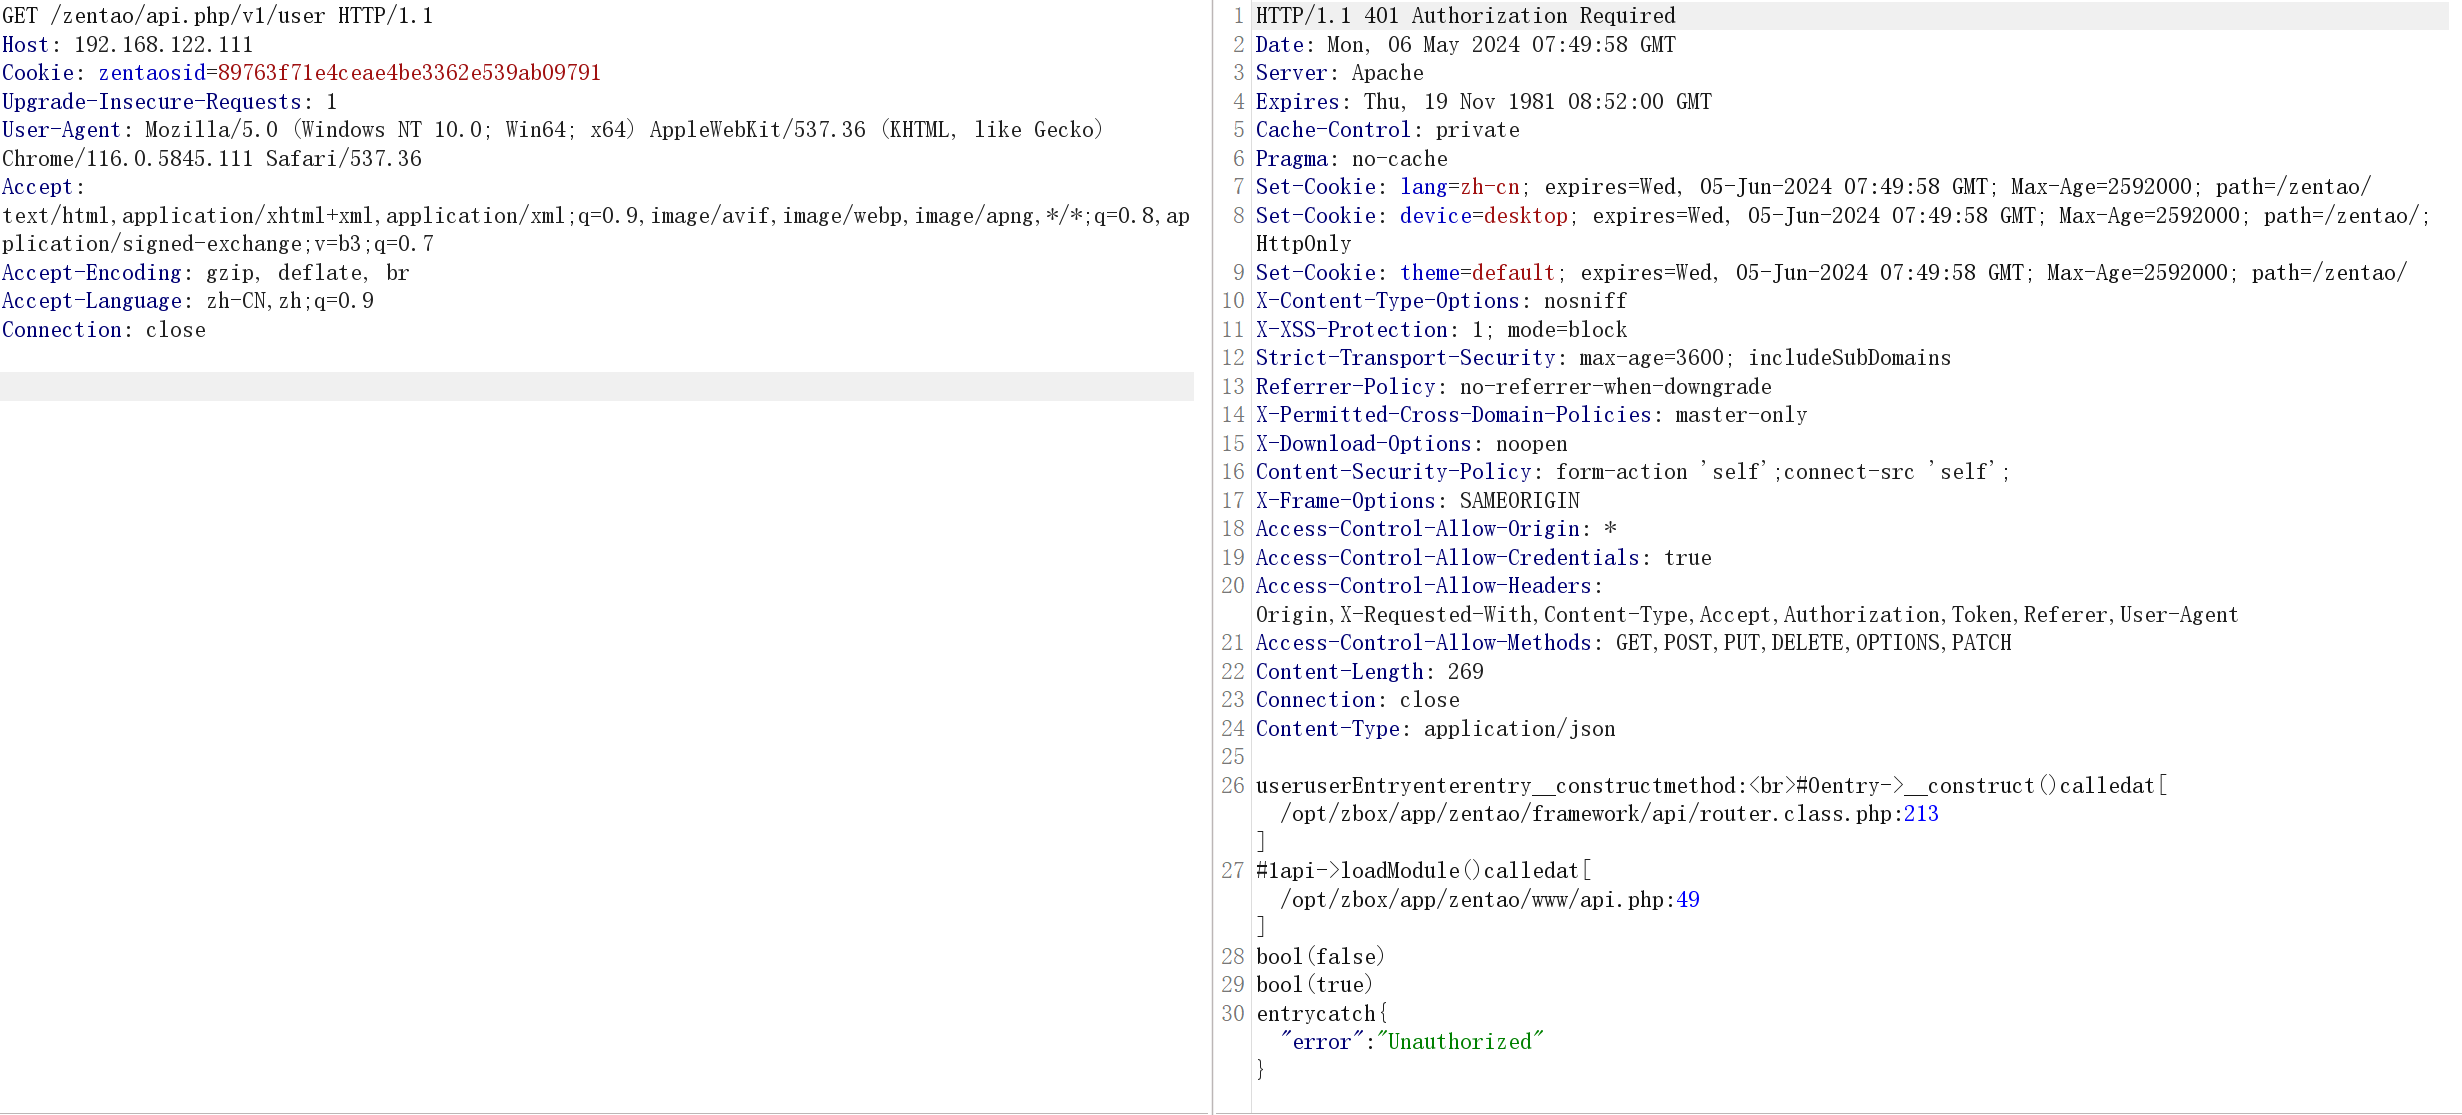 GET /zentao/api.php/v1/user HTTP/1.1
Host: 192.168.122.111
Cookie: zentaosid=89763f71e4ceae4be3362e539ab09791
Upgrade-Insecure-Requests: 1
User-Agent: Mozilla/5.0 (Windows NT 10.0; Win64; x64) AppleWebKit/537.36 (KHTML, like Gecko)
Chrome/116.0.5845.111 Safari/537.36
Accept:
text/html,application/xhtml+xml,application/xml;q=0.9,image/avif,image/webp,image/apng,*/*;q=0.8,ap
plication/signed-exchange;v=b3;q=0.7
Accept-Encoding: gzip, deflate, br
Accept-Language: zh-CN,zh;q=0.9
Connection: close
1 HTTP/1.1 401 Authorization Required
2 Date: Mon, 06 May 2024 07:49:58 GMT
3 Server: Apache
4 Expires: Thu, 19 Nov 1981 08:52:00 GMT
5 Cache-Control: private
6 Pragma: no-cache
7 Set-Cookie: lang=zh-cn; expires=Wed, 05-Jun-2024 07:49:58 GMT; Max-Age=2592000; path=/zentao/
8 Set-Cookie: device=desktop; expires=Wed, 05-Jun-2024 07:49:58 GMT; Max-Age=2592000; path=/zentao/;
HttpOnly
9 Set-Cookie: theme=default; expires=Wed, 05-Jun-2024 07:49:58 GMT; Max-Age=2592000; path=/zentao/
10 X-Content-Type-Options: nosniff
11 X-XSS-Protection: 1; mode=block
12 Strict-Transport-Security: max-age=3600; includeSubDomains
13 Referrer-Policy: no-referrer-when-downgrade
14 X-Permitted-Cross-Domain-Policies: master-only
15 X-Download-Options: noopen
16 Content-Security-Policy: form-action 'self';connect-src 'self';
17 X-Frame-Options: SAMEORIGIN
18 Access-Control-Allow-Origin: *
19 Access-Control-Allow-Credentials: true
20 Access-Control-Allow-Headers:
Origin,X-Requested-With,Content-Type,Accept,Authorization,Token,Referer,User-Agent
21 Access-Control-Allow-Methods: GET,POST,PUT,DELETE,OPTIONS,PATCH
22 Content-Length: 269
23 Connection: close
24 Content-Type: application/json
25
26 useruserEntryenterentry__constructmethod:<br>#0entry->__construct()calledat[
/opt/zbox/app/zentao/framework/api/router.class.php:213
]
27 #1api->loadModule()calledat[
/opt/zbox/app/zentao/www/api.php:49
]
28 bool(false)
29 bool(true)
30 entrycatch{
"error":"Unauthorized"
}